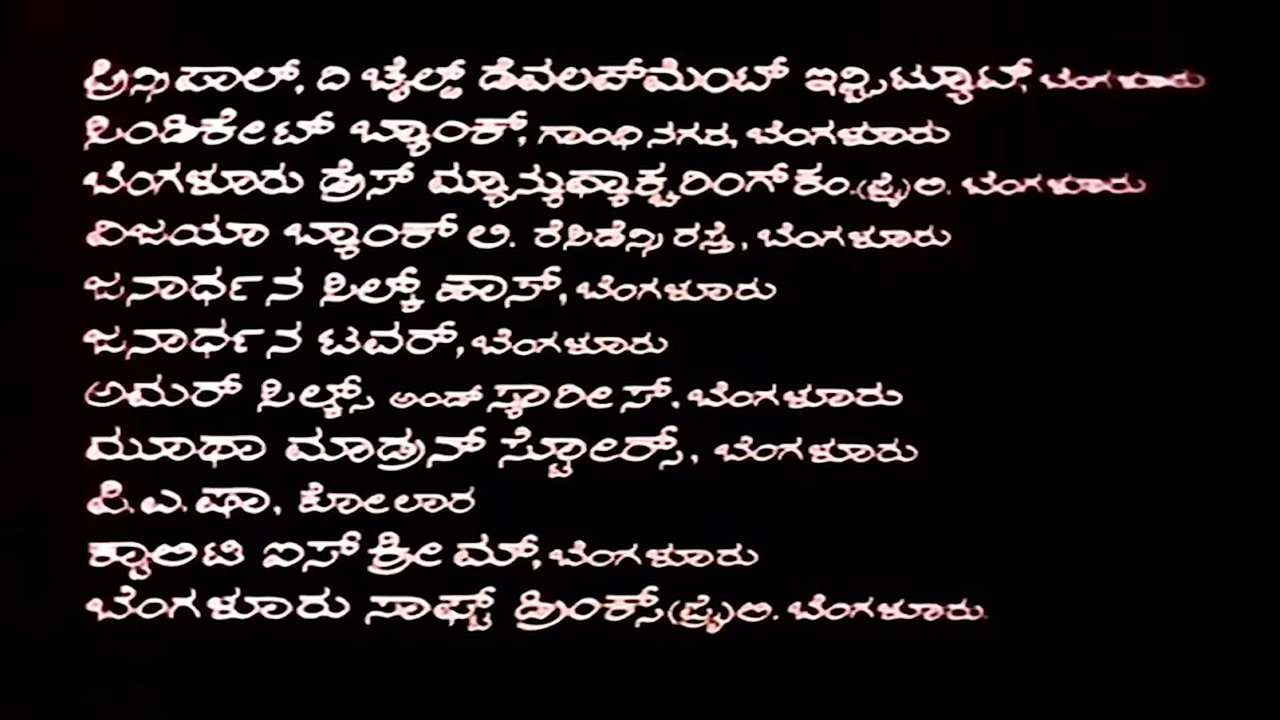 ಪ್ರಿನ್ಸಿಪಾಲ್, ದಿ ಚೈಲ್ಡ್ ಡೆವಲಪ್‌ಮೆಂಟ್ ಇನ್ಸ್ಟಿಟ್ಯೂಟ್, ಬೆಂಗಳೂರು
ಸಿಂಡಿಕೇಟ್ ಬ್ಯಾಂಕ್, ಗಾಂಧಿನಗರ, ಬೆಂಗಳೂರು
ಬೆಂಗಳೂರು ಡ್ರೆಸ್ ಮ್ಯಾನ್ಯುಫ್ಯಾಕ್ಚರಿಂಗ್ ಕಂ.(ಪ್ರೈ)ಲಿ. ಬೆಂಗಳೂರು
ವಿಜಯಾ ಬ್ಯಾಂಕ್ ಲಿ. ರೆಸಿಡೆನ್ಸಿ ರಸ್ತೆ, ಬೆಂಗಳೂರು
ಜನಾರ್ಧನ ಸಿಲ್ಕ್ ಹೌಸ್, ಬೆಂಗಳೂರು
ಜನಾರ್ಧನ ಟವರ್, ಬೆಂಗಳೂರು
ಅಮರ್ ಸಿಲ್ಕ್ಸ್ ಅಂಡ್ ಸ್ಯಾರೀಸ್. ಬೆಂಗಳೂರು
ಮೂಥಾ ಮಾಡ್ರನ್ ಸ್ಟೋರ್ಸ್, ಬೆಂಗಳೂರು
ಪಿ.ಎ. ಷಾ, ಕೋಲಾರ
ಕ್ವಾಲಿಟಿ ಐಸ್ ಕ್ರೀಮ್, ಬೆಂಗಳೂರು
ಬೆಂಗಳೂರು ಸಾಫ್ಟ್ ಡ್ರಿಂಕ್ಸ್(ಪ್ರೈ)ಲಿ. ಬೆಂಗಳೂರು.